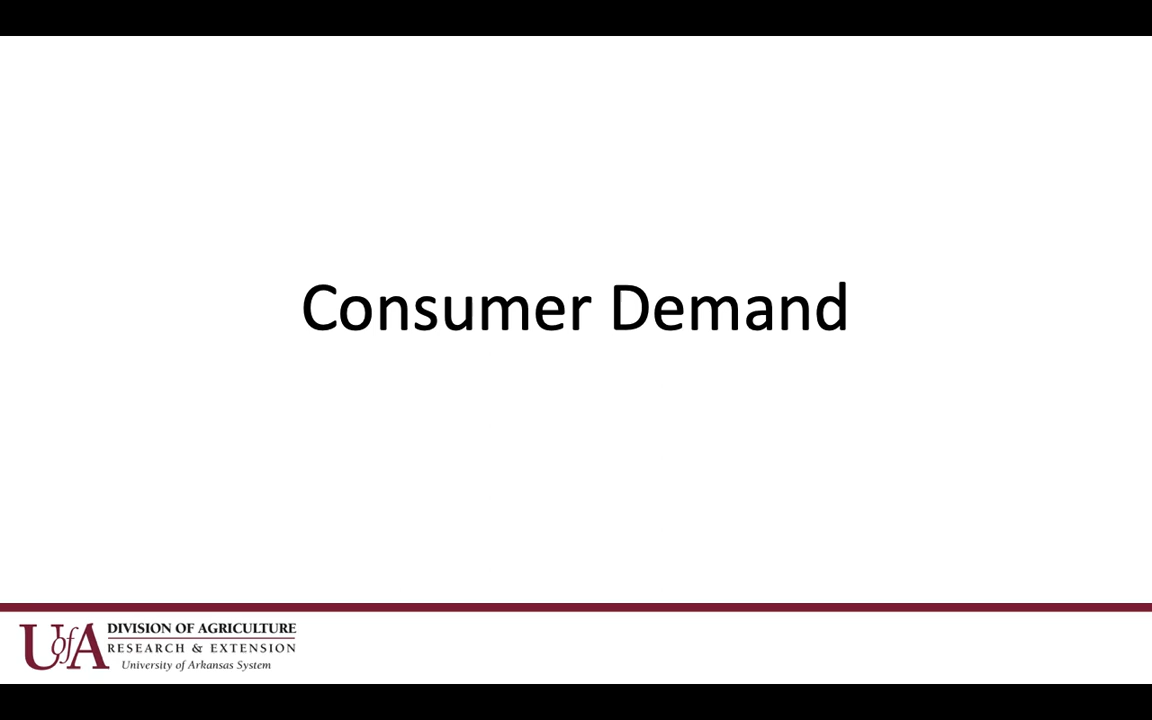 Consumer Demand
UofA
DIVISION OF AGRICULTURE
RESEARCH & EXTENSION
University of Arkansas System